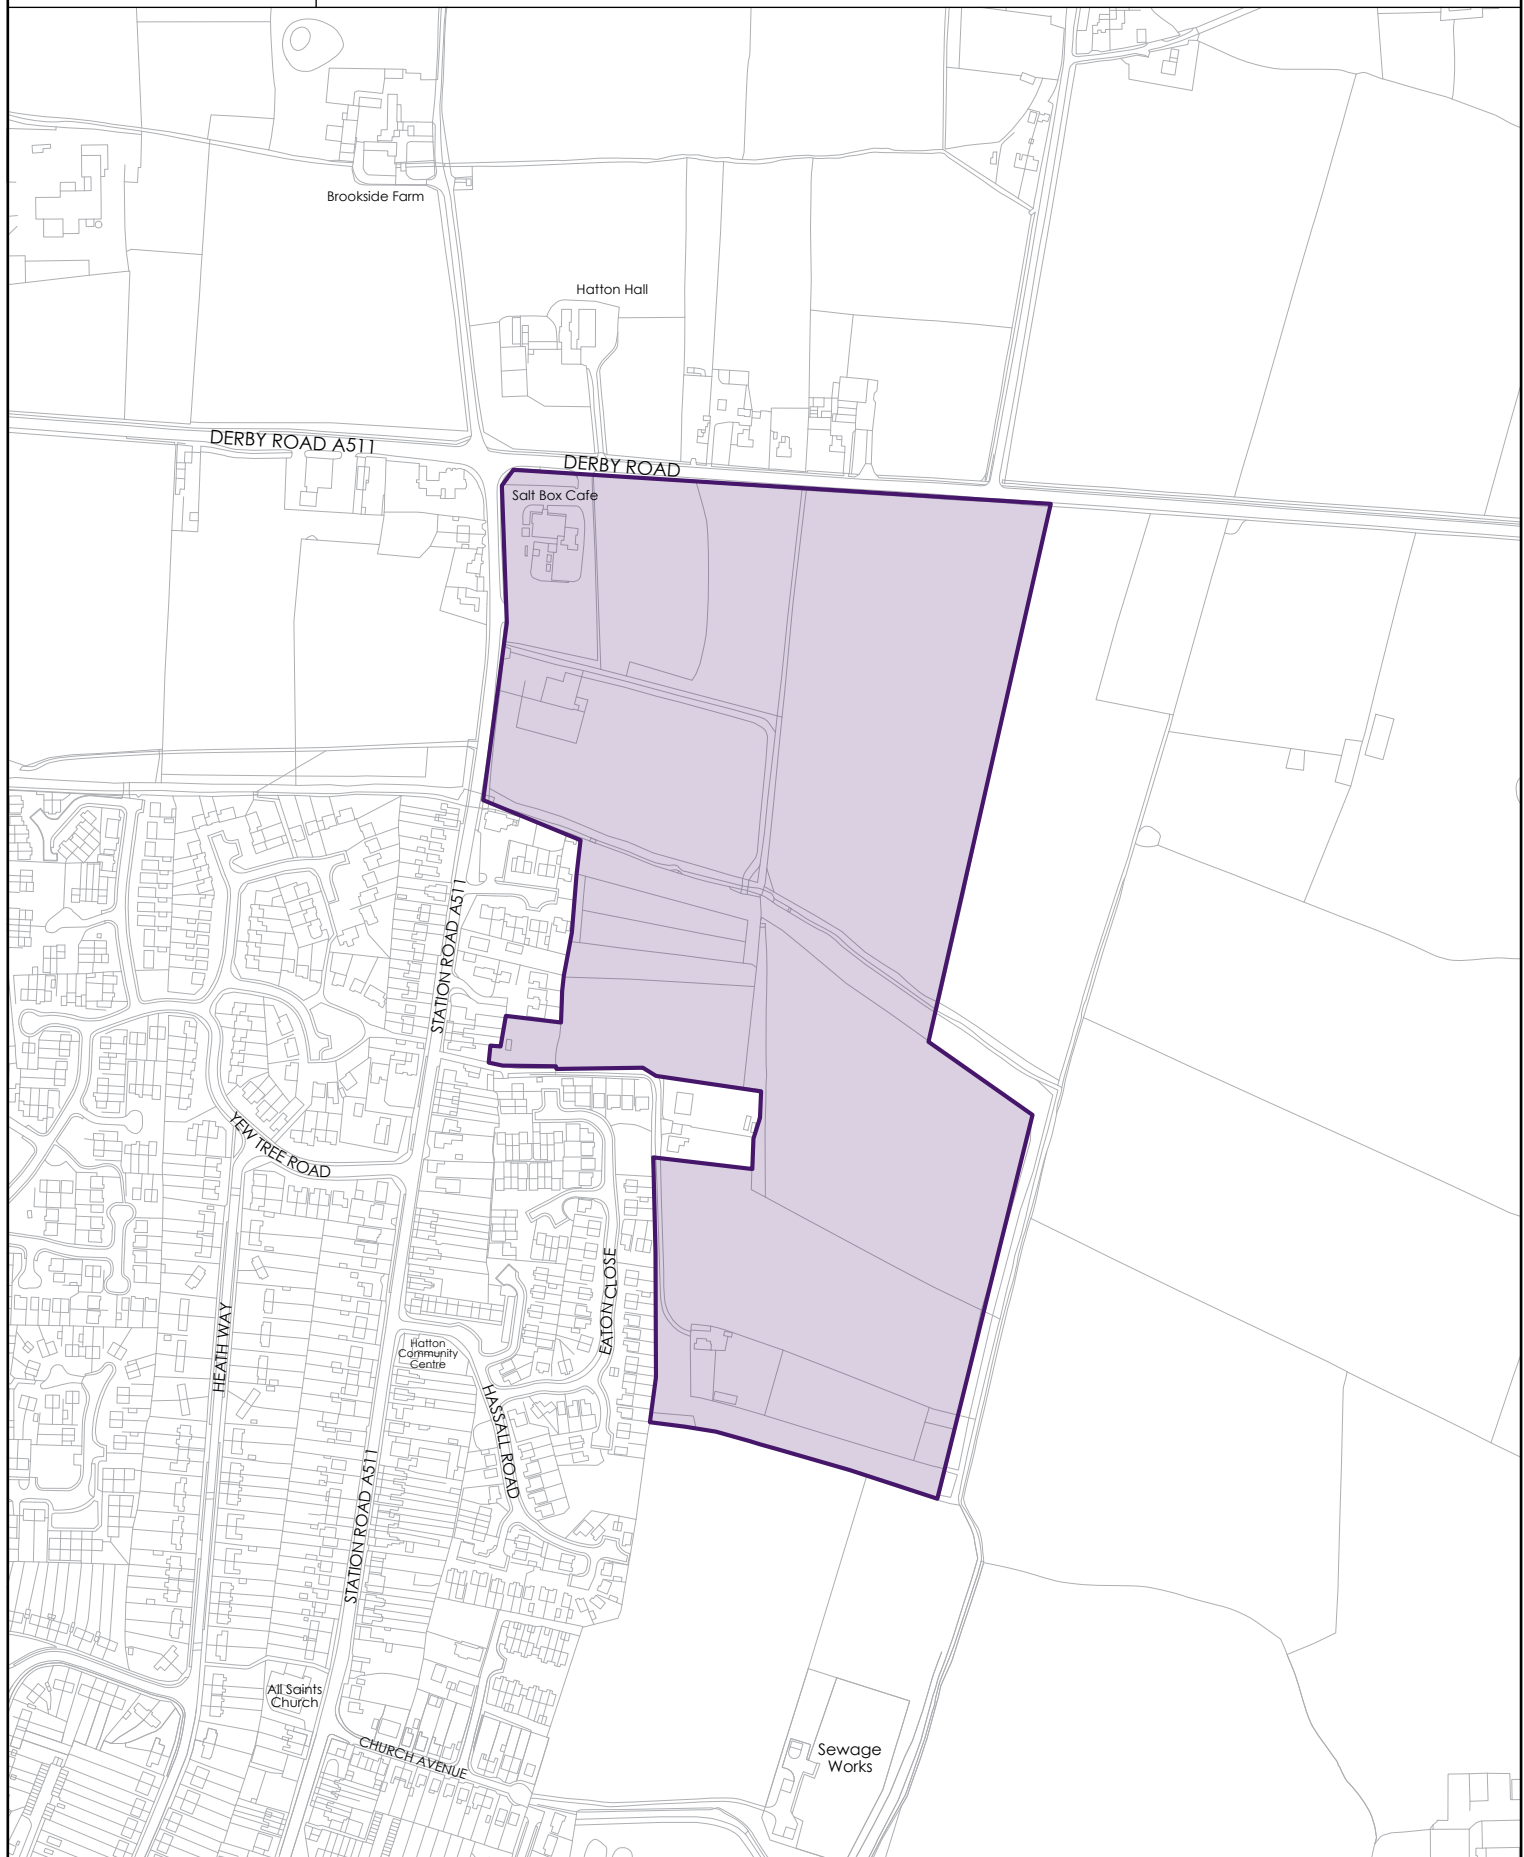 Brookside Farm
Hatton Hall
DERBY ROAD A511
DERBY ROAD
Salt Box Cafe
STATION ROAD A511
YEW TREE ROAD
EATON CLOSE
HEATH WAY
Hatton
Community
Centre
HASSALL ROAD
STATION ROAD A511
All Saints
Church
CHURCH AVENUE
Sewage
Works